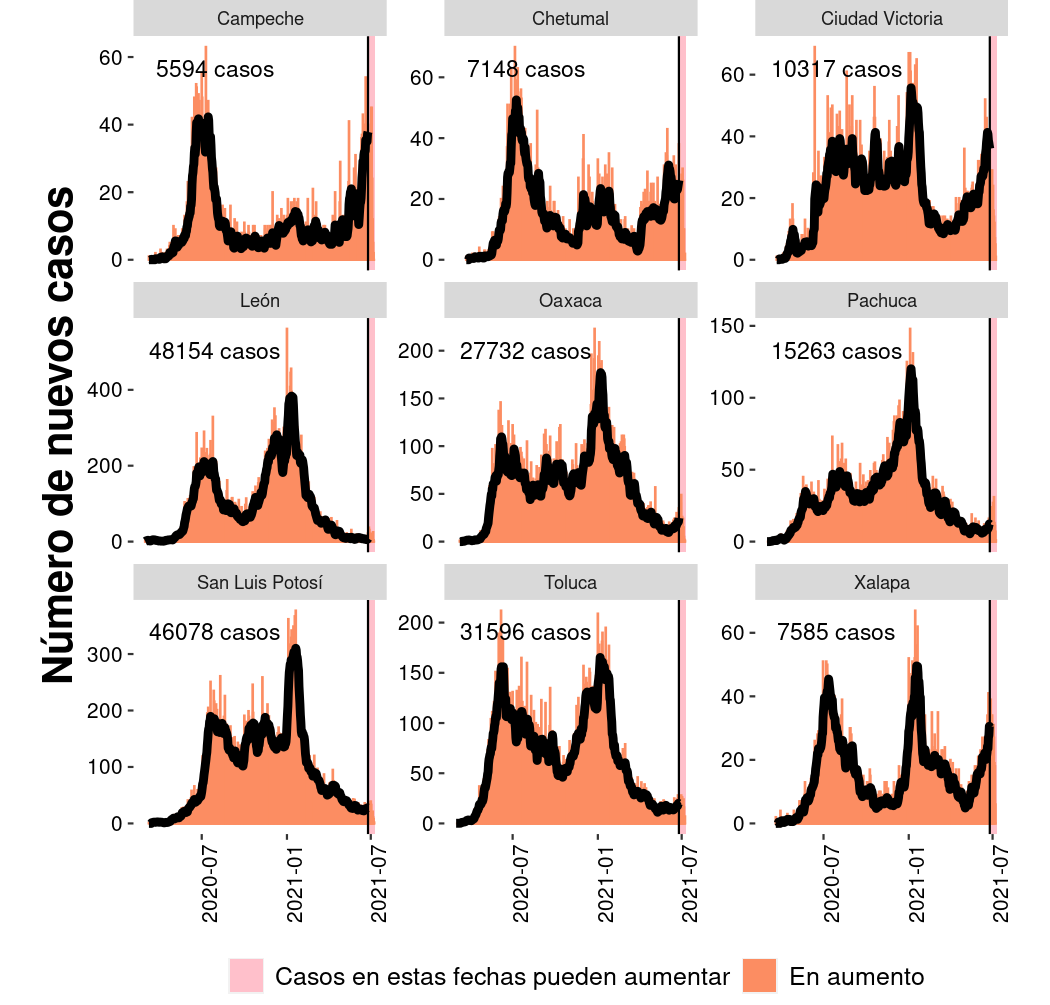 Número de nuevos casos
Campeche
Chetumal
Ciudad Victoria
5594 casos
7148 casos
10317 casos
60
40
20
0
60
40
20
0
60
40
20
0
León
Oaxaca
Pachuca
48154 casos
27732 casos
15263 casos
400
200
0
200
150
100
50
0
150
100
50
0
San Luis Potosí
Toluca
Xalapa
46078 casos
31596 casos
7585 casos
300
200
100
0
200
150
100
50
0
60
40
20
0
2020-07
2021-01
2021-07
2020-07
2021-01
2021-07
2020-07
2021-01
2021-07
Casos en estas fechas pueden aumentar
En aumento